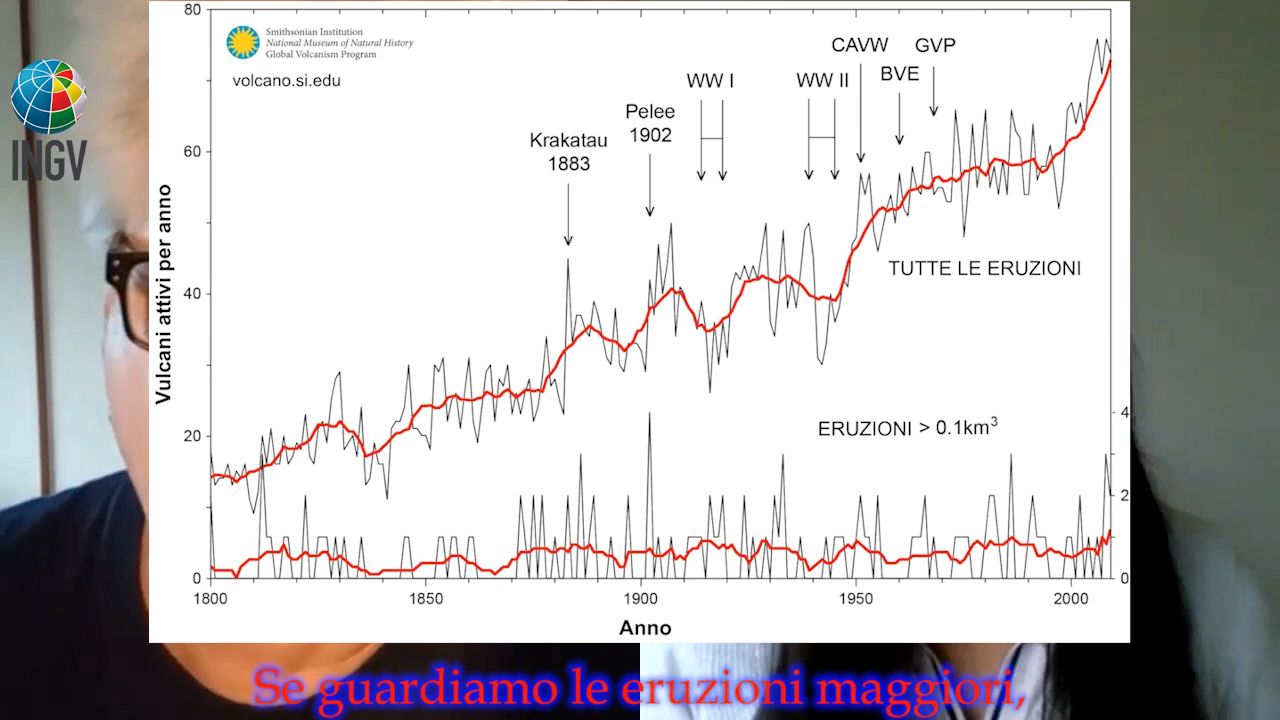 80
60
40
20
0
Smithsonian Institution
National Museum of Natural History
Global Volcanism Program
volcano.si.edu
INGV
Vulcani attivi per anno
Krakatau
1883
Pelee
1902
WW I
WW II
CAVW
BVE
GVP
TUTTE LE ERUZIONI
ERUZIONI > 0.1km³
4
2
0
1800
1850
1900
1950
2000
Anno
Se guardiamo le eruzioni maggiori,